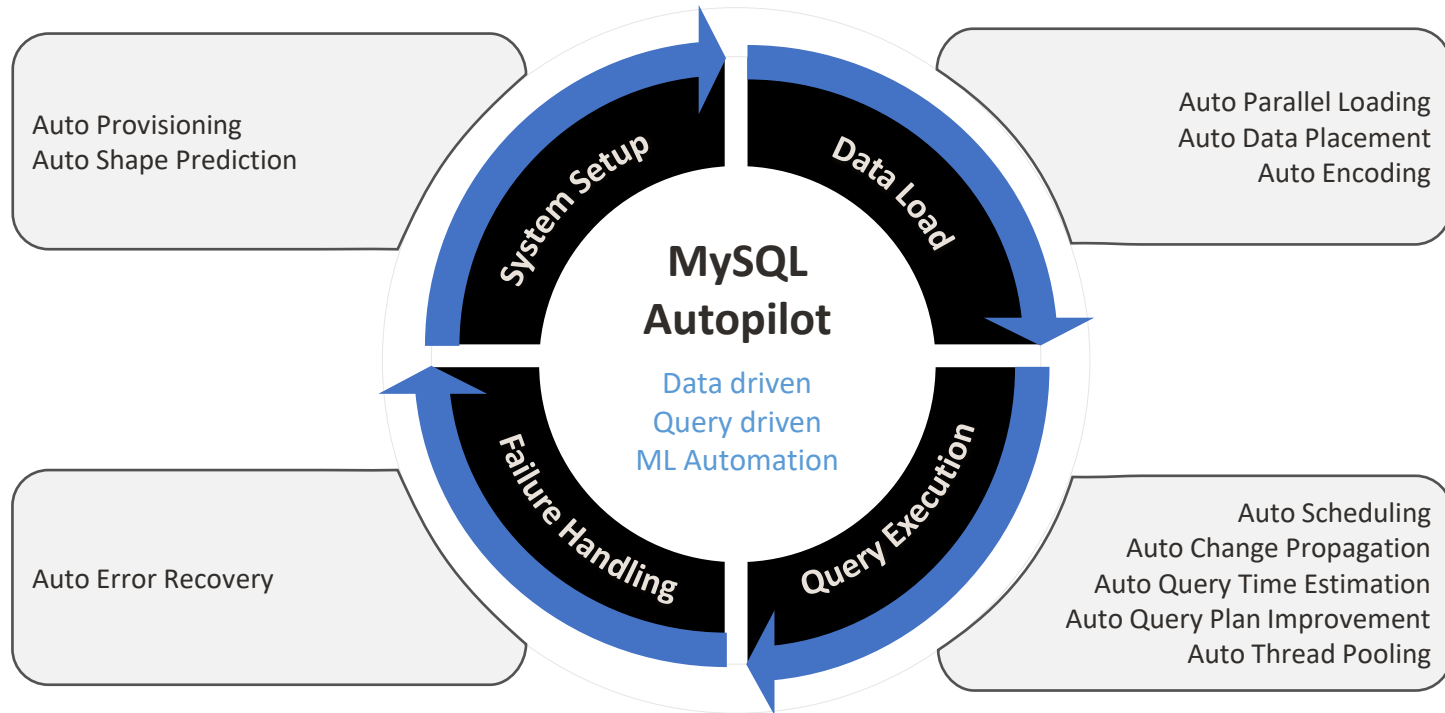 Auto Provisioning
Auto Shape Prediction
System Setup
Data Load
Auto Parallel Loading
Auto Data Placement
Auto Encoding
MySQL
Autopilot
Data driven
Query driven
ML Automation
Auto Error Recovery
Failure Handling
Query Execution
Auto Scheduling
Auto Change Propagation
Auto Query Time Estimation
Auto Query Plan Improvement
Auto Thread Pooling